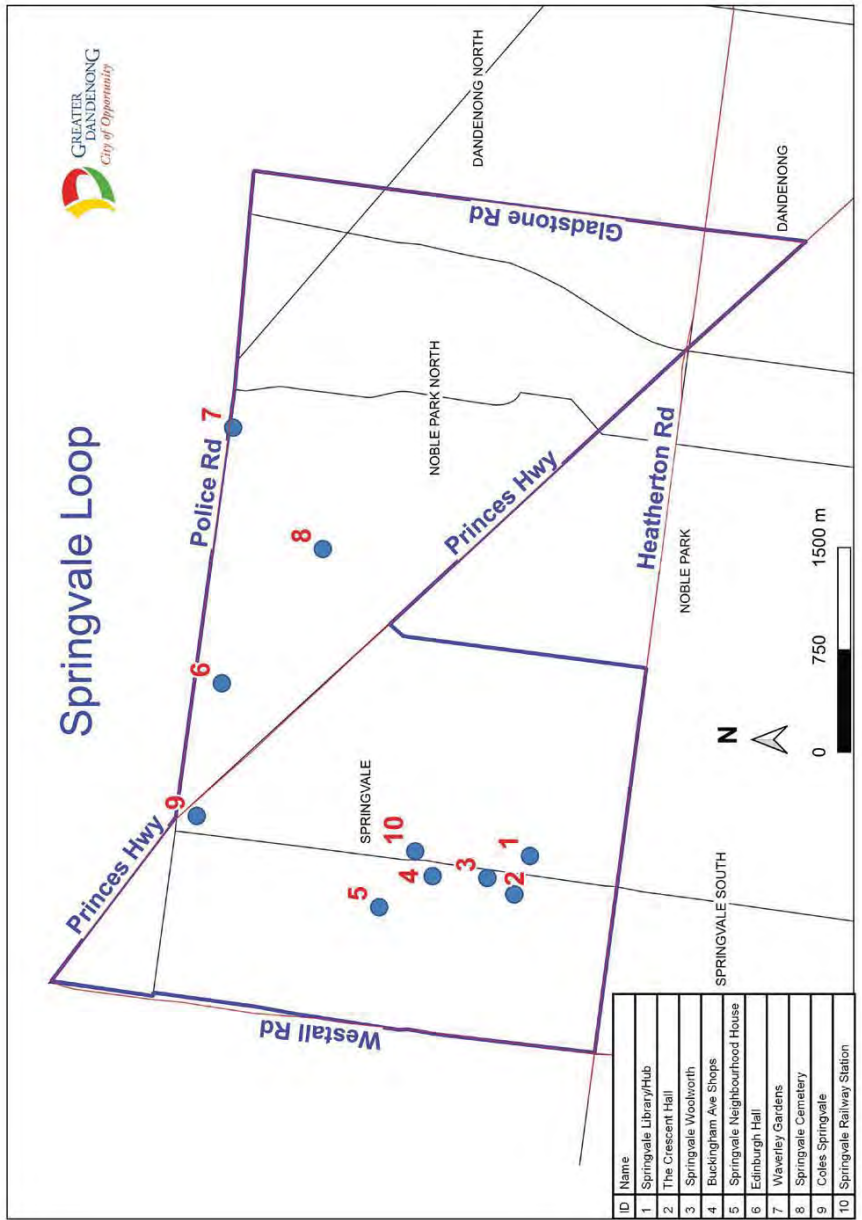 Springvale Loop
GREATER
DANDENONG
City of Opportunity
Princes Hwy
9
6
Police Rd
7
8
DANDENONG NORTH
Gladstone Rd
NOBLE PARK NORTH
Princes Hwy
Westall Rd
SPRINGVALE
5
10
4
3
2
1
Heatherton Rd
DANDENONG
NOBLE PARK
SPRINGVALE SOUTH
N
0 750 1500 m
ID Name
1 Springvale Library/Hub
2 The Crescent Hall
3 Springvale Woolworth
4 Buckingham Ave Shops
5 Springvale Neighbourhood House
6 Edinburgh Hall
7 Waverley Gardens
8 Springvale Cemetery
9 Coles Springvale
10 Springvale Railway Station